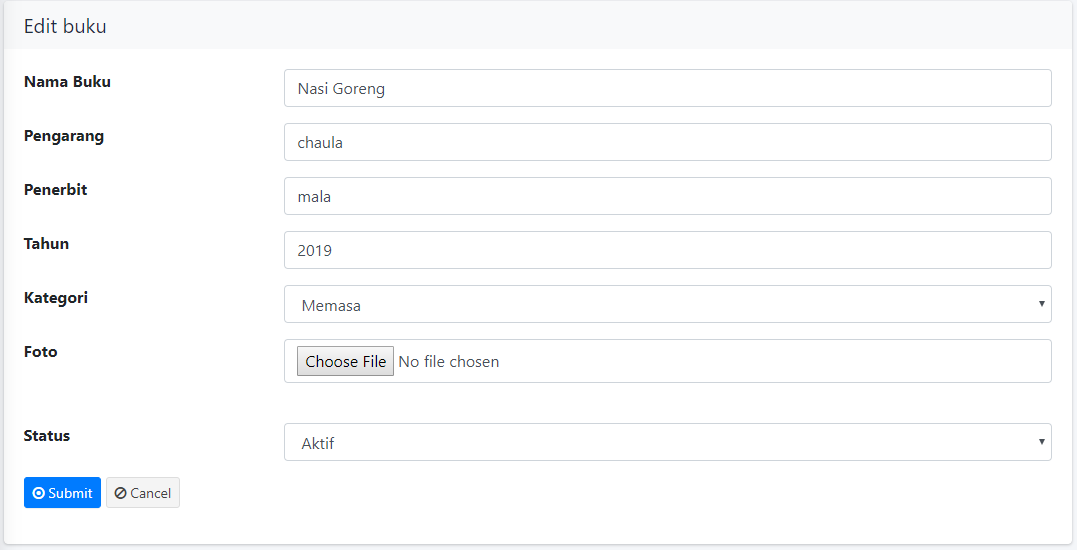 Edit buku
Nama Buku Nasi Goreng
Pengarang chaula
Penerbit mala
Tahun 2019
Kategori Memasa
Foto Choose File No file chosen
Status Aktif
Submit Cancel